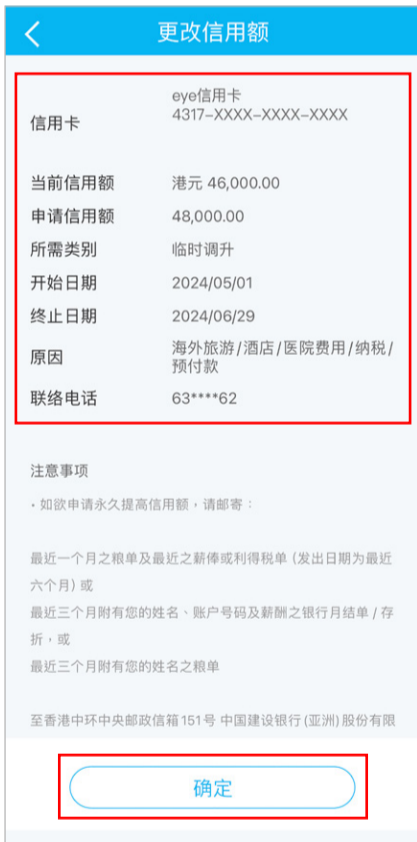 更改信用额
信用卡
eye信用卡
4317-XXXX-XXXX-XXXX
当前信用额 港元 46,000.00
申请信用额 48,000.00
所需类别 临时调升
开始日期 2024/05/01
终止日期 2024/06/29
原因
海外旅游/酒店/医院费用/纳税/
预付款
联络电话 63****62
注意事项
• 如欲申请永久提高信用额，请邮寄：
最近一个月之粮单及最近之薪俸或利得税单 (发出日期为最近
六个月) 或
最近三个月附有您的姓名、账户号码及薪酬之银行月结单 / 存
折，或
最近三个月附有您的姓名之粮单
至香港中环中央邮政信箱151号 中国建设银行 (亚洲) 股份有限
确定